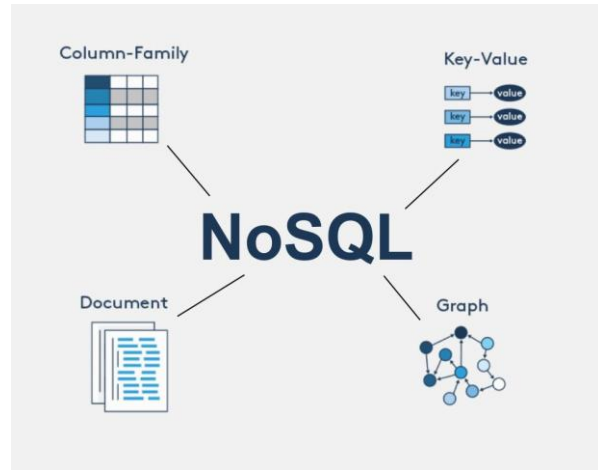 Column-Family
Key-Value
key value
key value
key value
NoSQL
Document
Graph